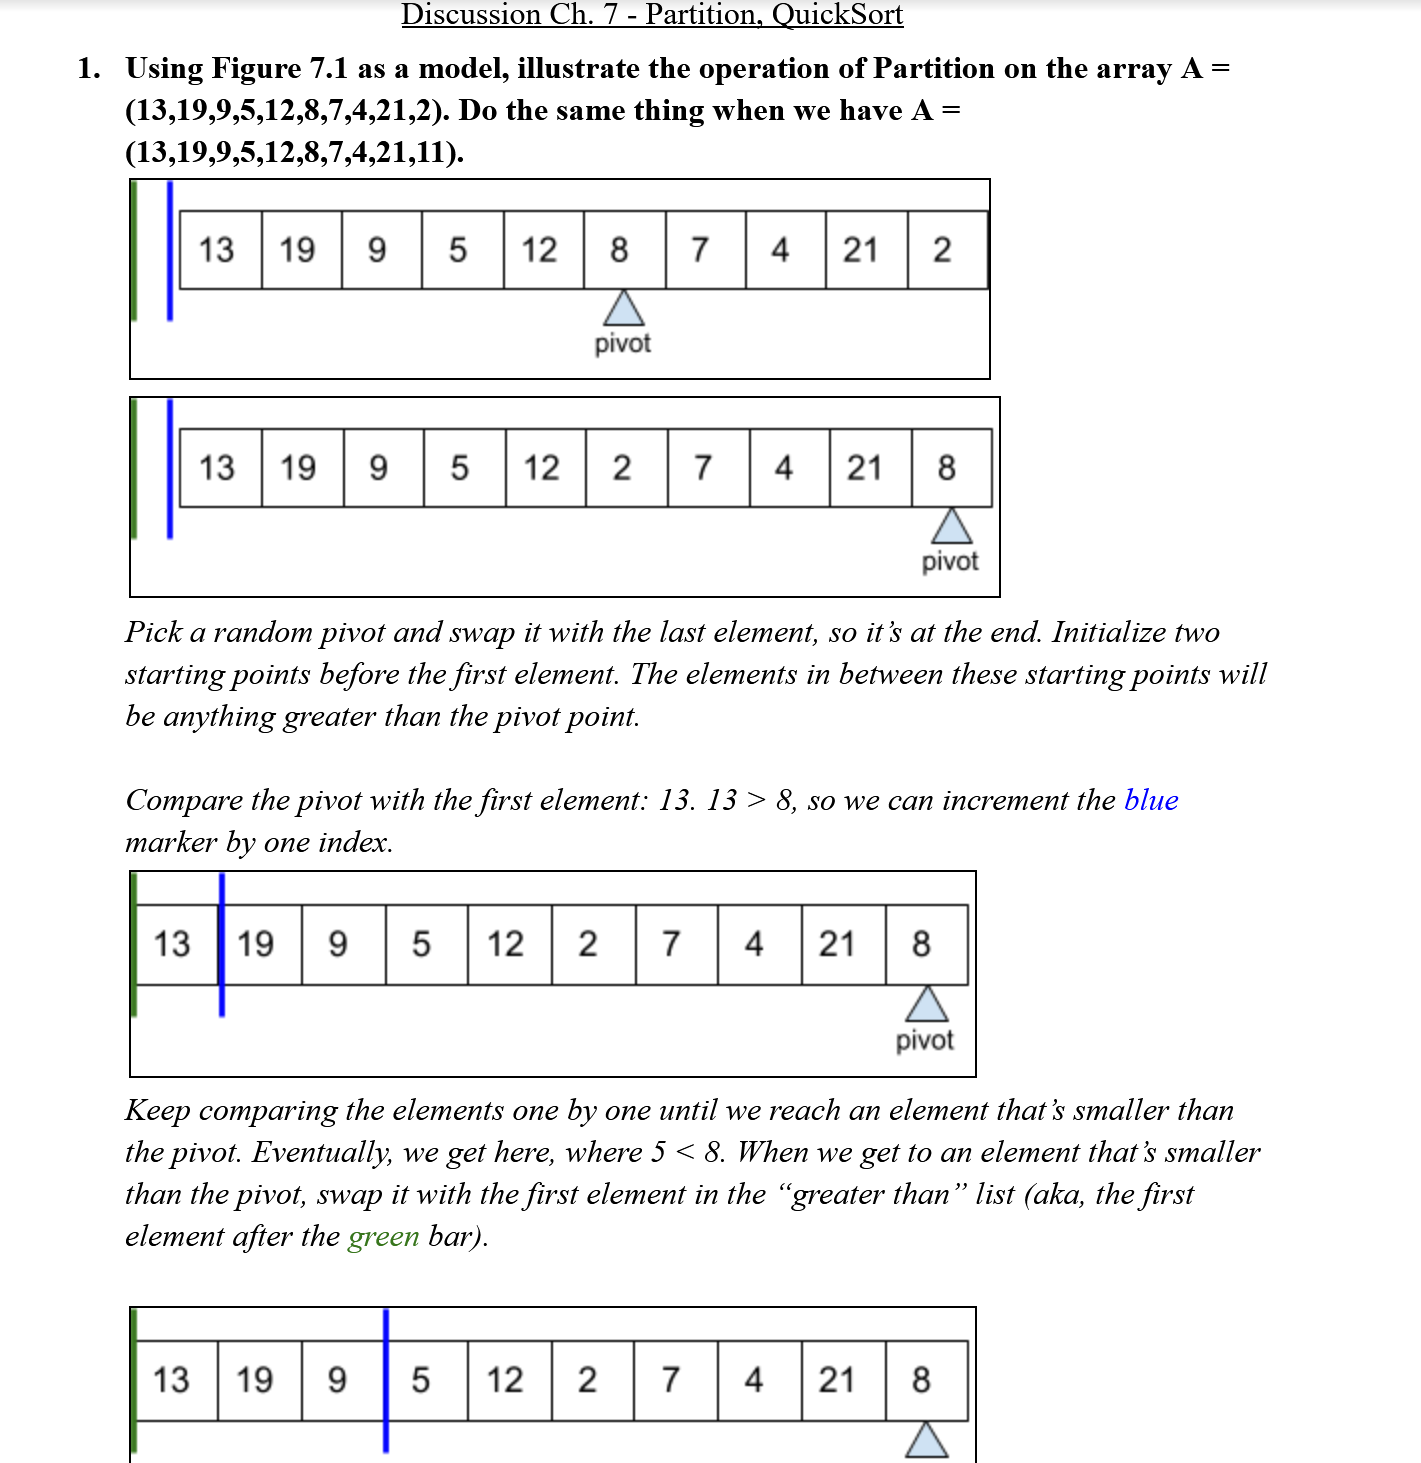 Discussion Ch. 7 - Partition, QuickSort
1. Using Figure 7.1 as a model, illustrate the operation of Partition on the array A =
(13,19,9,5,12,8,7,4,21,2). Do the same thing when we have A =
(13,19,9,5,12,8,7,4,21,11).
13 19 9 5 12 8 7 4 21 2
pivot
13 19 9 5 12 2 7 4 21 8
pivot
Pick a random pivot and swap it with the last element, so it’s at the end. Initialize two
starting points before the first element. The elements in between these starting points will
be anything greater than the pivot point.
Compare the pivot with the first element: 13. 13 > 8, so we can increment the blue
marker by one index.
13 19 9 5 12 2 7 4 21 8
pivot
Keep comparing the elements one by one until we reach an element that’s smaller than
the pivot. Eventually, we get here, where 5 < 8. When we get to an element that’s smaller
than the pivot, swap it with the first element in the “greater than” list (aka, the first
element after the green bar).
13 19 9 5 12 2 7 4 21 8